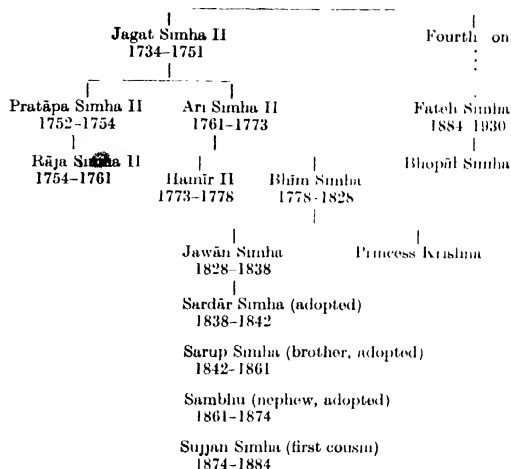 Jagat Simha II Fourth on
1734-1751
Pratāpa Simha II Ari Simha II Fateh Simha
1752-1754 1761-1773 1884-1930
Rāja Simha II Bhopāl Simha
1754-1761 Hamīr II Bhīm Simha
1773-1778 1778-1828
Jawān Simha Princess Krishna
1828-1838
Sardār Simha (adopted)
1838-1842
Sarup Simha (brother, adopted)
1842-1861
Sambhu (nephew, adopted)
1861-1874
Sujjan Simha (first cousin)
1874-1884